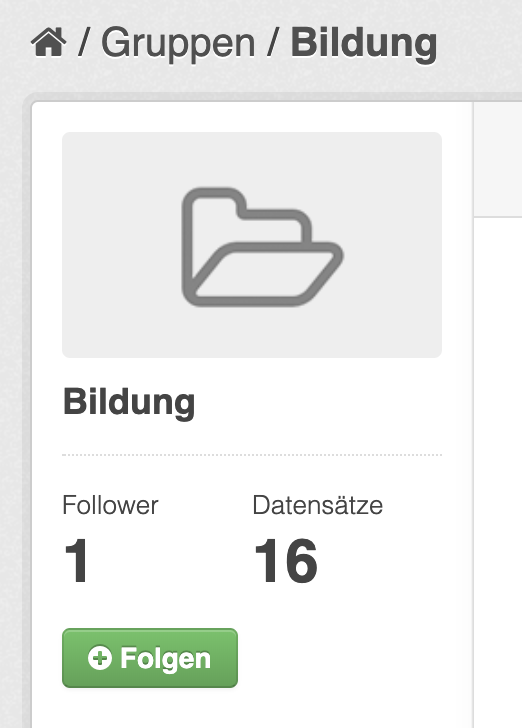 / Gruppen / Bildung
Bildung
Follower Datensätze
1 16
Folgen